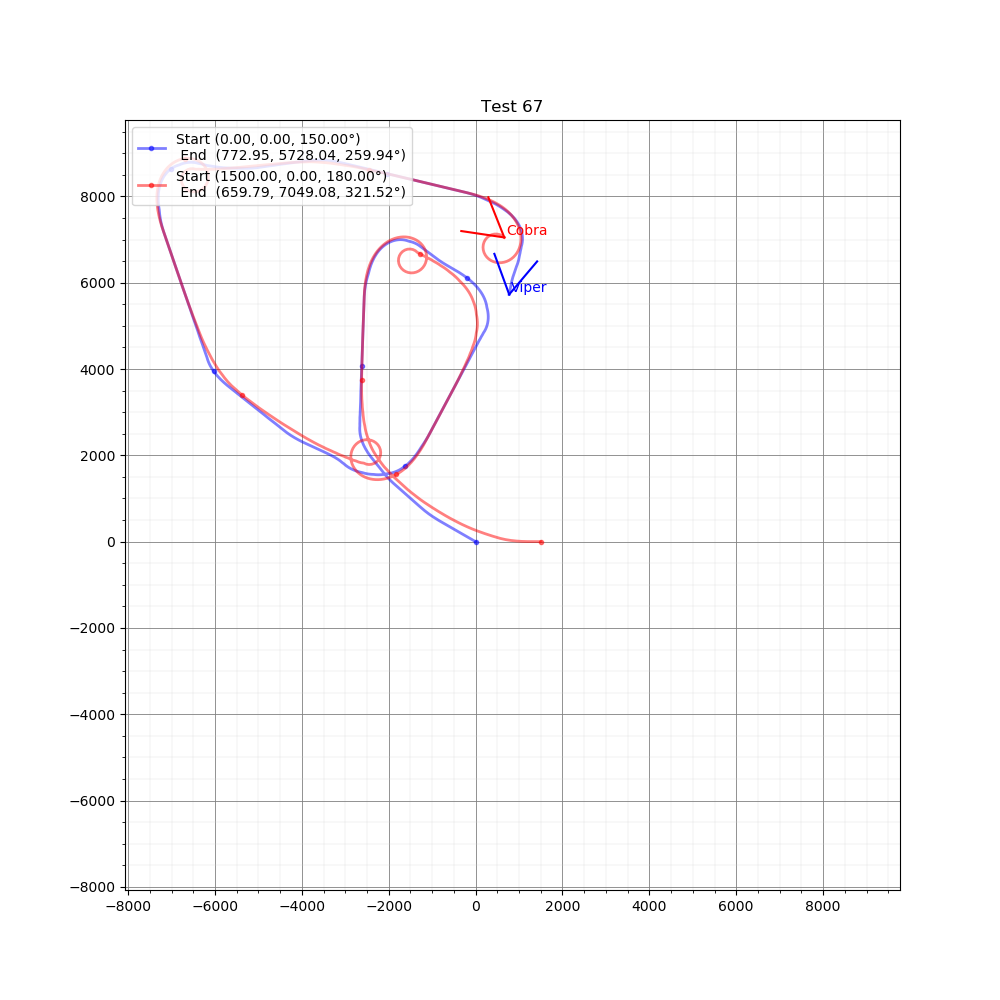 Test 67
Start (0.00, 0.00, 150.00°)
End (772.95, 5728.04, 259.94°)
Start (1500.00, 0.00, 180.00°)
End (659.79, 7049.08, 321.52°)
8000
6000
4000
2000
0
−2000
−4000
−6000
−8000
Cobra
Viper
−8000 −6000 −4000 −2000 0 2000 4000 6000 8000